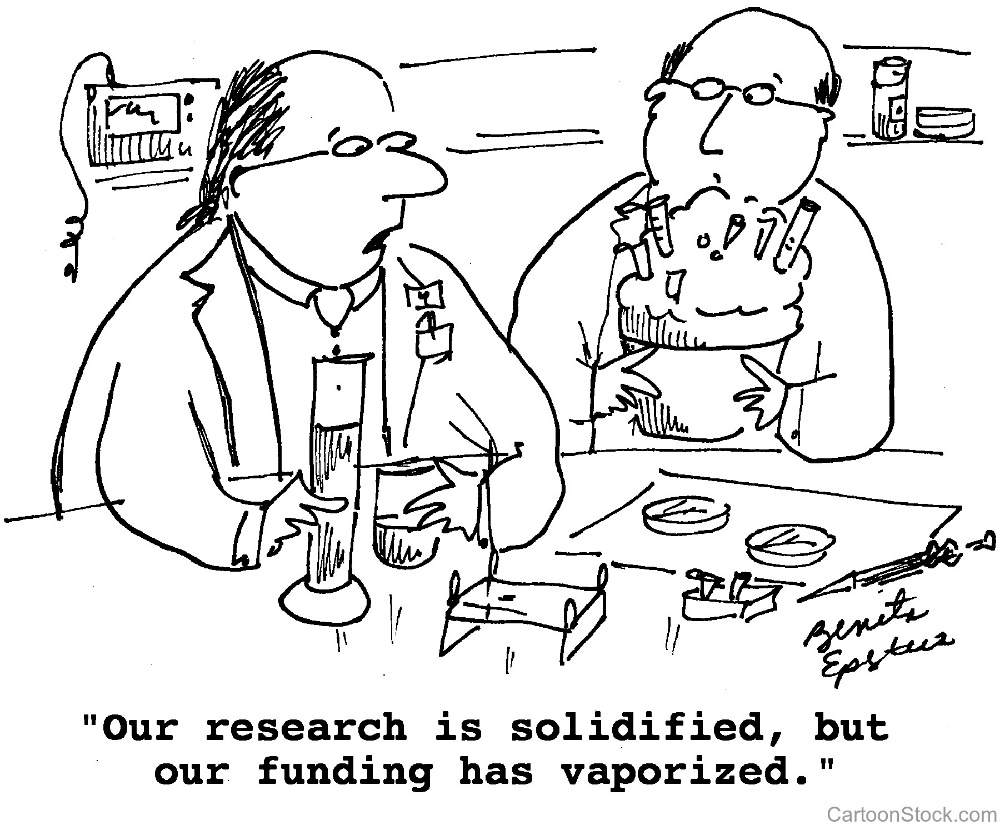 Benita
Epstein
"Our research is solidified, but
our funding has vaporized."
CartoonStock.com